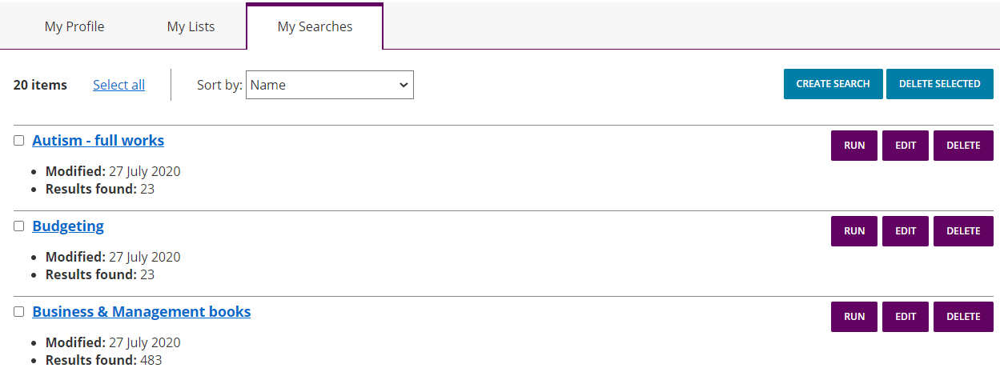 My Profile My Lists My Searches
20 items Select all Sort by: Name CREATE SEARCH DELETE SELECTED
Autism - full works RUN EDIT DELETE
Modified: 27 July 2020
Results found: 23
Budgeting RUN EDIT DELETE
Modified: 27 July 2020
Results found: 23
Business & Management books RUN EDIT DELETE
Modified: 27 July 2020
Results found: 483